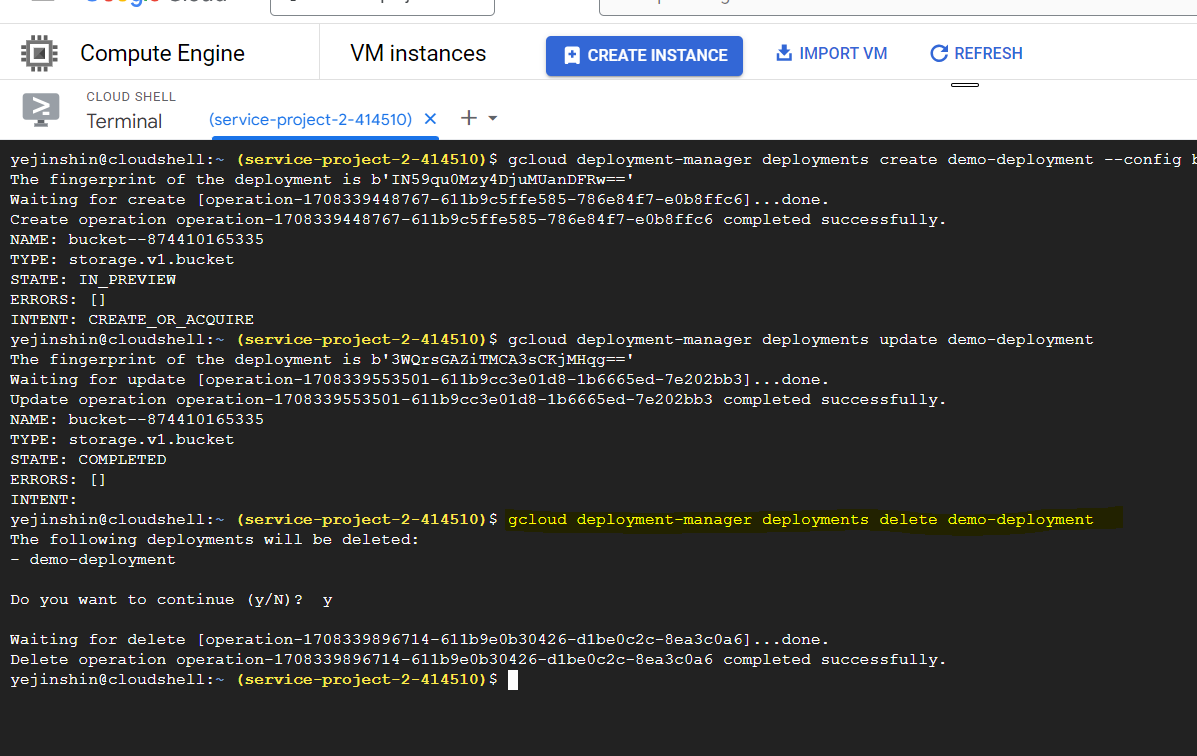 Compute Engine
VM instances
CREATE INSTANCE
IMPORT VM
REFRESH
CLOUD SHELL
Terminal
(service-project-2-414510)
yejinshin@cloudshell:~ (service-project-2-414510)$ gcloud deployment-manager deployments create demo-deployment --config
The fingerprint of the deployment is b'IN59qu0Mzy4DjuMUanDFRw=='
Waiting for create [operation-1708339448767-611b9c5ffe585-786e84f7-e0b8ffc6]...done.
Create operation operation-1708339448767-611b9c5ffe585-786e84f7-e0b8ffc6 completed successfully.
NAME: bucket--874410165335
TYPE: storage.v1.bucket
STATE: IN_PREVIEW
ERRORS: []
INTENT: CREATE_OR_ACQUIRE
yejinshin@cloudshell:~ (service-project-2-414510)$ gcloud deployment-manager deployments update demo-deployment
The fingerprint of the deployment is b'3WQrsGAZiTMCA3sCKjMHqg=='
Waiting for update [operation-1708339553501-611b9cc3e01d8-1b6665ed-7e202bb3]...done.
Update operation operation-1708339553501-611b9cc3e01d8-1b6665ed-7e202bb3 completed successfully.
NAME: bucket--874410165335
TYPE: storage.v1.bucket
STATE: COMPLETED
ERRORS: []
INTENT:
yejinshin@cloudshell:~ (service-project-2-414510)$ gcloud deployment-manager deployments delete demo-deployment
The following deployments will be deleted:
- demo-deployment
Do you want to continue (y/N)? y
Waiting for delete [operation-1708339896714-611b9e0b30426-d1be0c2c-8ea3c0a6]...done.
Delete operation operation-1708339896714-611b9e0b30426-d1be0c2c-8ea3c0a6 completed successfully.
yejinshin@cloudshell:~ (service-project-2-414510)$